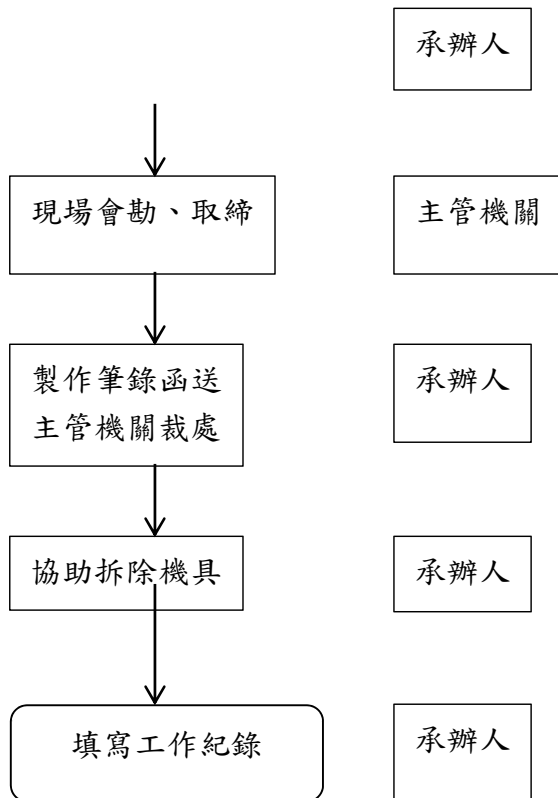 承辦人
現場會勘、取締
主管機關
製作筆錄函送
主管機關裁處
承辦人
協助拆除機具
承辦人
填寫工作紀錄
承辦人